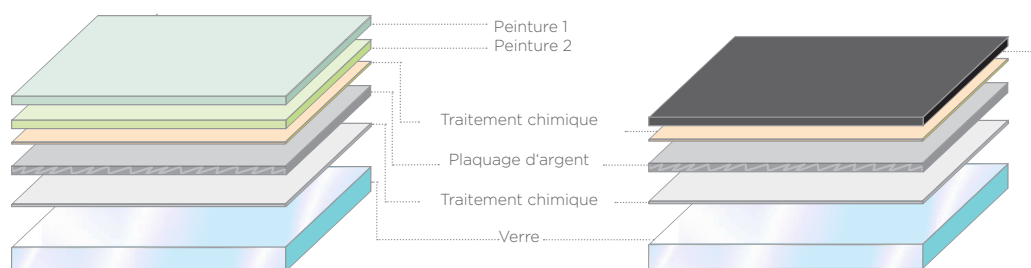 Peinture 1
Peinture 2
Traitement chimique
Plaquage d'argent
Traitement chimique
Verre